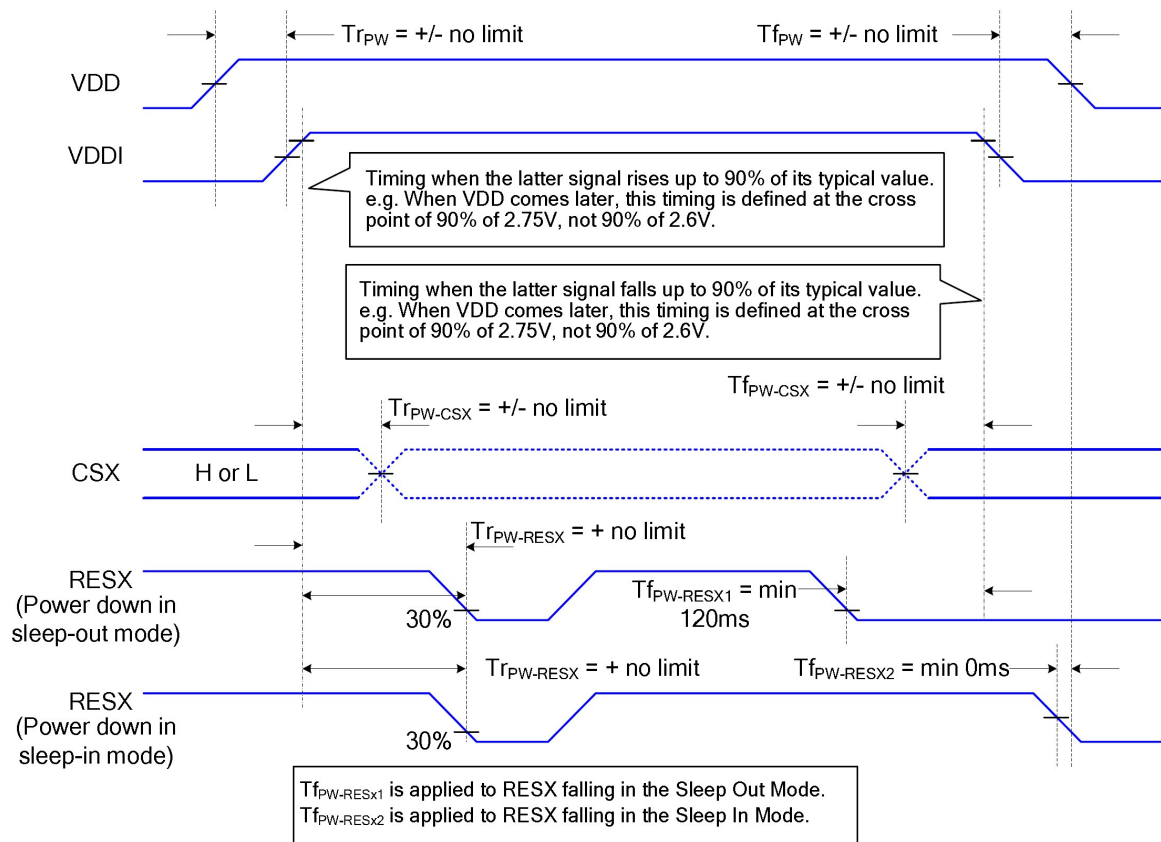 Tr_PW = +/- no limit
Tf_PW = +/- no limit
VDD
VDDI
Timing when the latter signal rises up to 90% of its typical value.
e.g. When VDD comes later, this timing is defined at the cross
point of 90% of 2.75V, not 90% of 2.6V.
Timing when the latter signal falls up to 90% of its typical value.
e.g. When VDD comes later, this timing is defined at the cross
point of 90% of 2.75V, not 90% of 2.6V.
Tf_PW-CSX = +/- no limit
Tr_PW-CSX = +/- no limit
CSX
H or L
Tr_PW-RESX = + no limit
RESX
(Power down in
sleep-out mode)
30%
Tf_PW-RESX1 = min
120ms
Tr_PW-RESX = + no limit
Tf_PW-RESX2 = min 0ms
RESX
(Power down in
sleep-in mode)
30%
Tf_PW-RESx1 is applied to RESX falling in the Sleep Out Mode.
Tf_PW-RESx2 is applied to RESX falling in the Sleep In Mode.